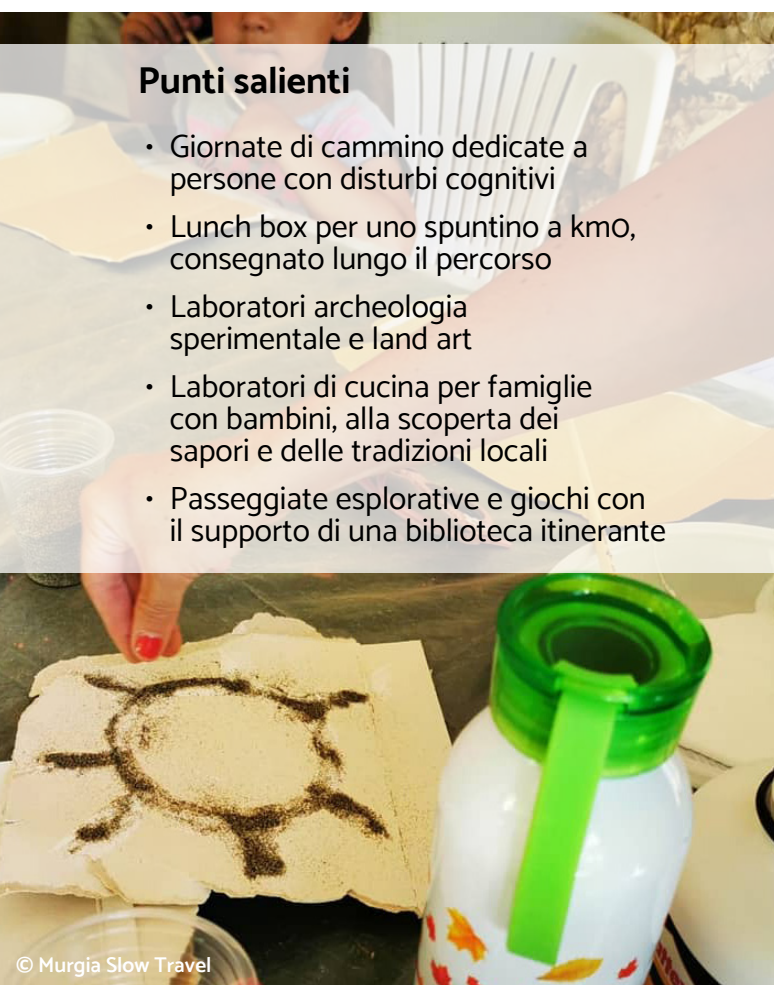 Punti salienti
• Giornate di cammino dedicate a
persone con disturbi cognitivi
• Lunch box per uno spuntino a km0,
consegnato lungo il percorso
• Laboratori archeologia
sperimentale e land art
• Laboratori di cucina per famiglie
con bambini, alla scoperta dei
sapori e delle tradizioni locali
• Passeggiate esplorative e giochi con
il supporto di una biblioteca itinerante
© Murgia Slow Travel